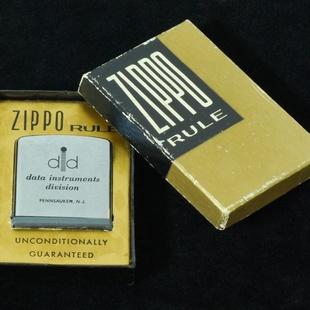 ZIPPO RULE
did
data instruments
division
PENNSAUKEN, N.J.
UNCONDITIONALLY
GUARANTEED
ZIPPO
RULE